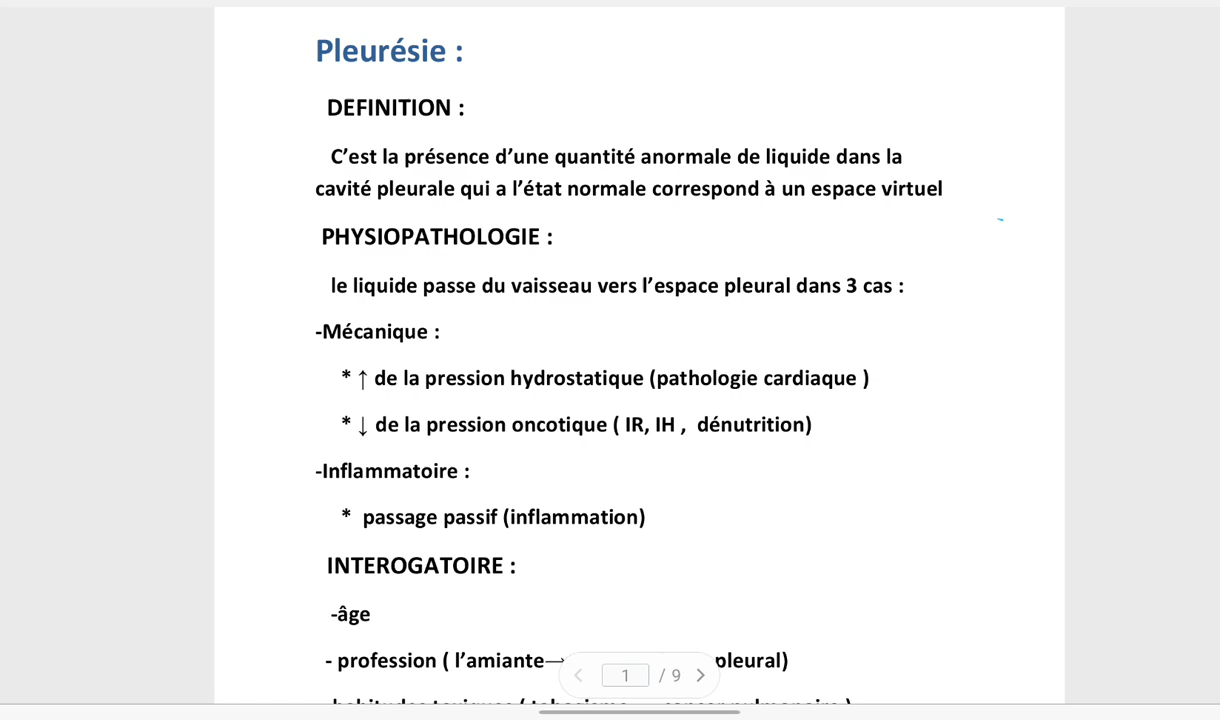 Pleurésie :
DEFINITION :
C’est la présence d’une quantité anormale de liquide dans la
cavité pleurale qui a l’état normale correspond à un espace virtuel
PHYSIOPATHOLOGIE :
le liquide passe du vaisseau vers l’espace pleural dans 3 cas :
-Mécanique :
* ↑ de la pression hydrostatique (pathologie cardiaque )
* ↓ de la pression oncotique ( IR, IH , dénutrition)
-Inflammatoire :
* passage passif (inflammation)
INTEROGATOIRE :
-âge
- profession ( l’amiante→ pleural)
1 / 9